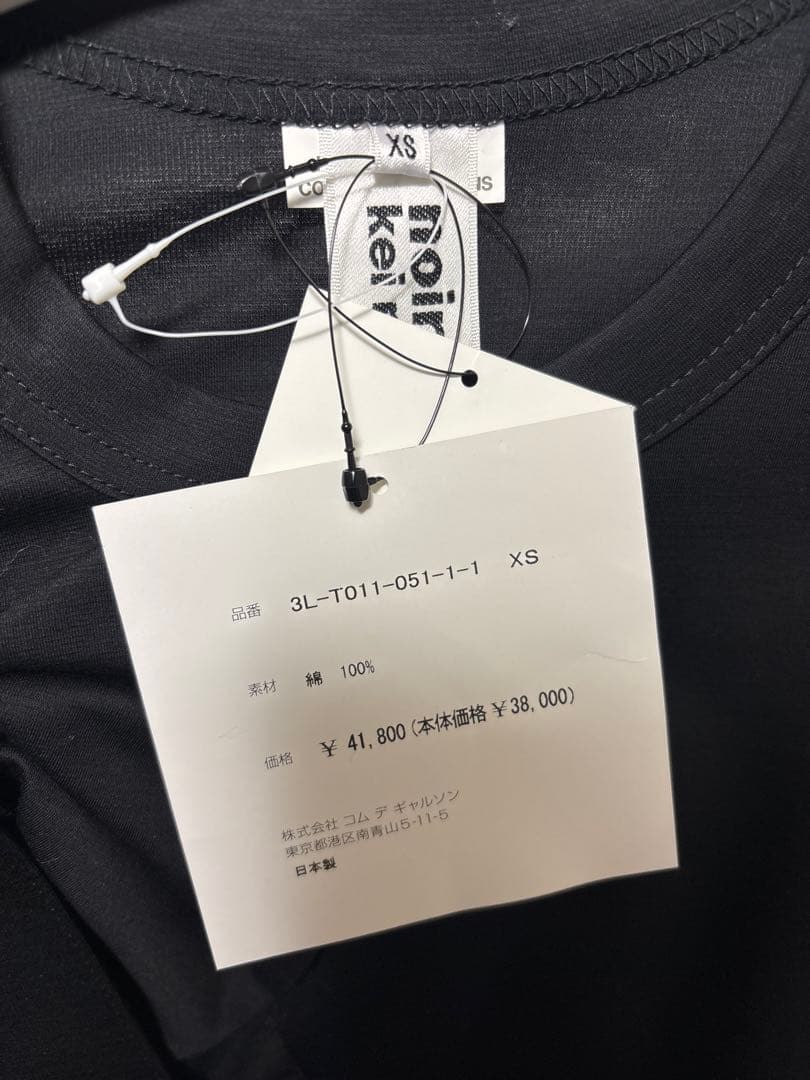 XS
noir
kei
品番 3L-T011-051-1-1 XS
素材 綿 100%
価格 ¥ 41,800(本体価格 ¥38,000)
株式会社 コム デ ギャルソン
東京都港区南青山5-11-5
日本製